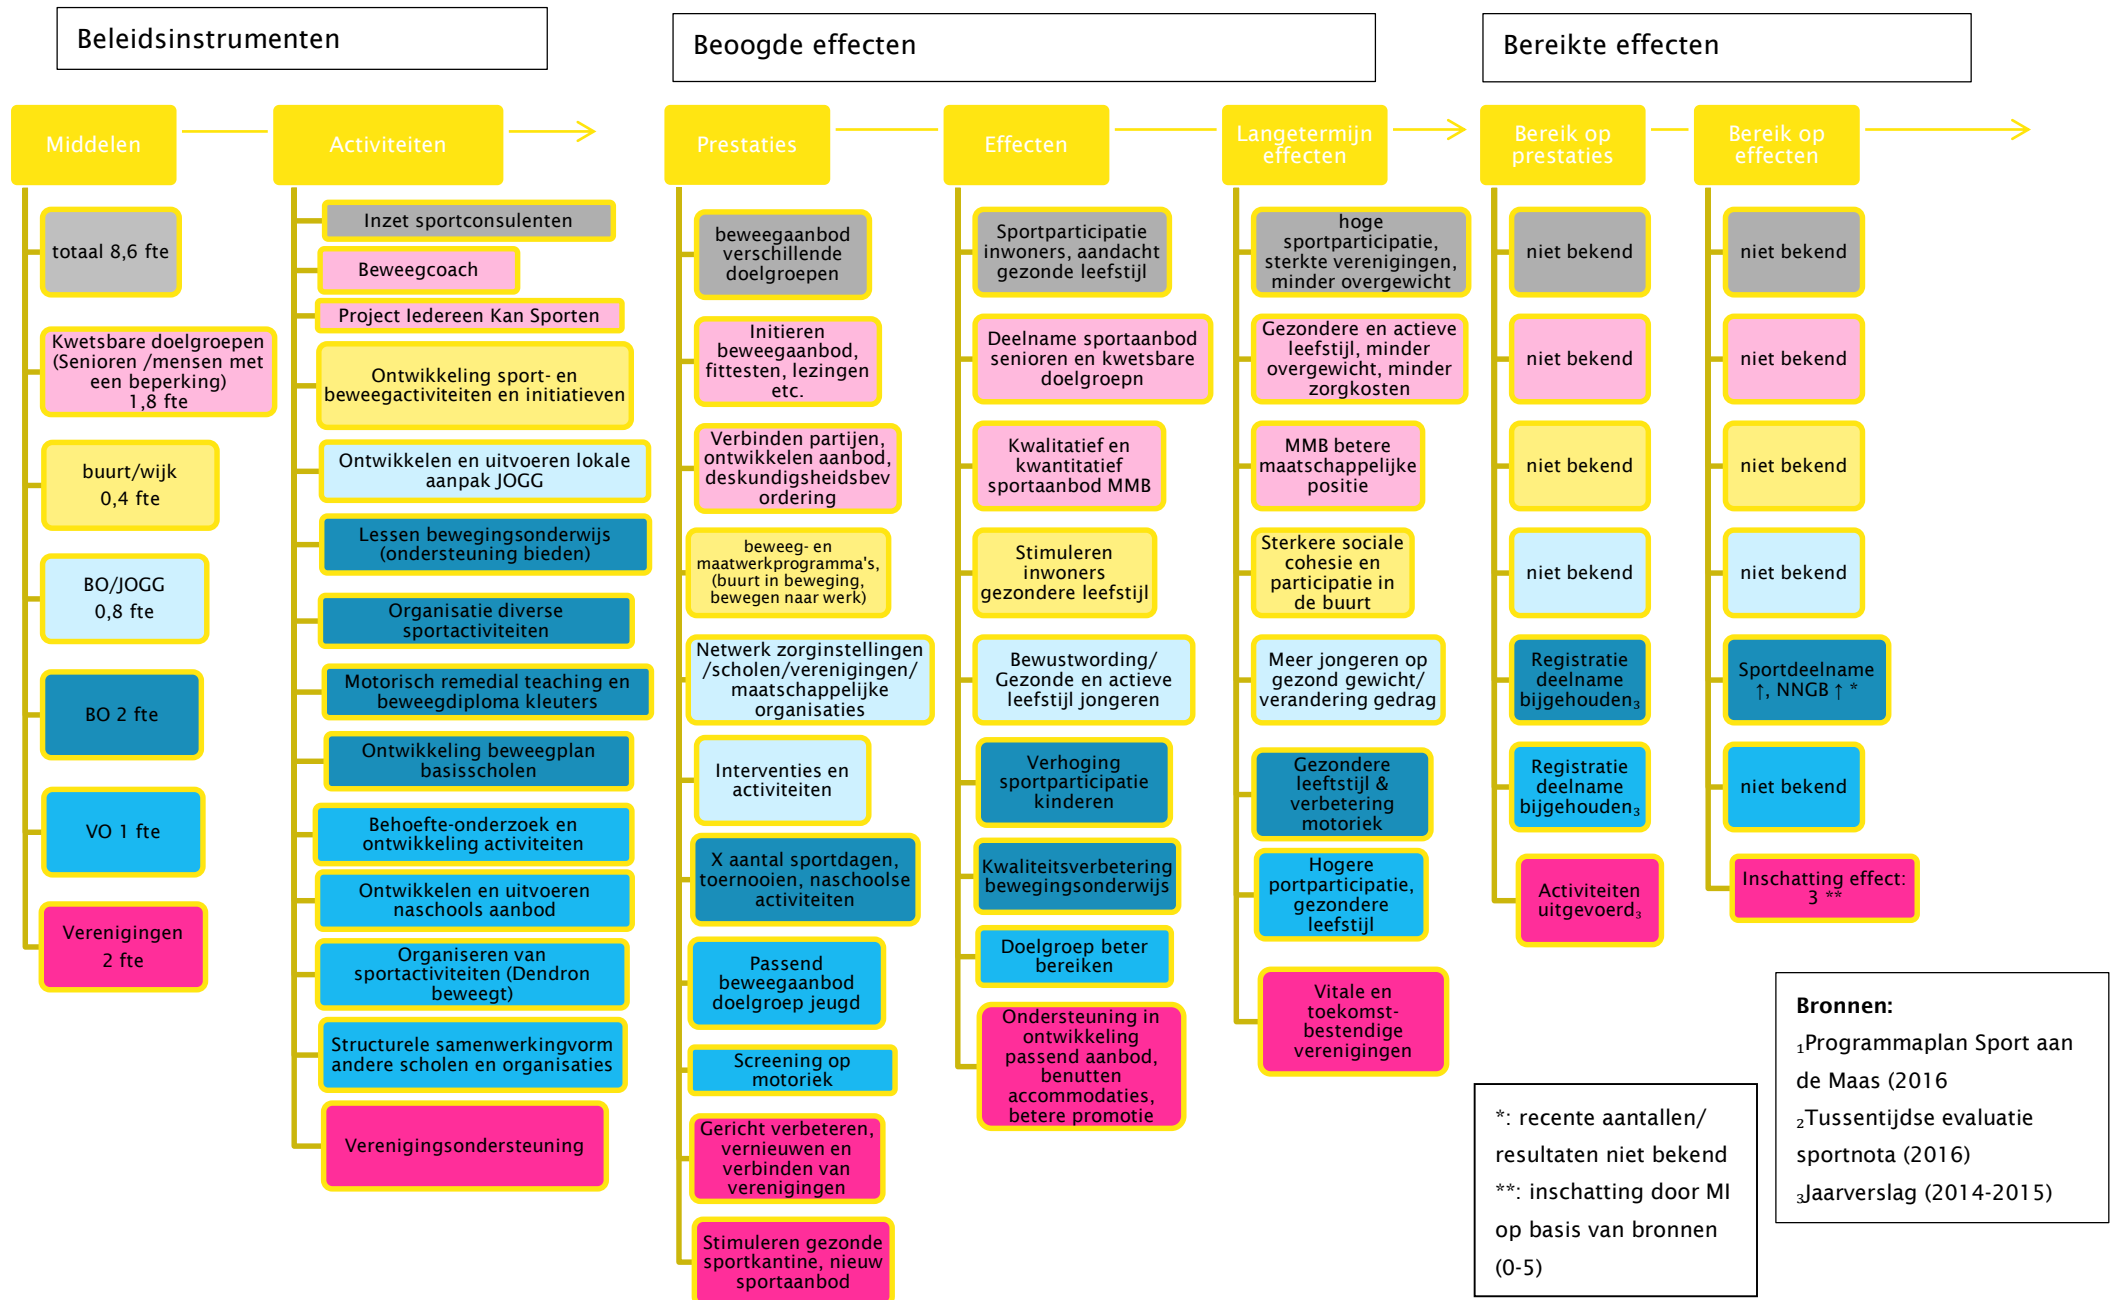 Beleidsinstrumenten
Beoogde effecten
Bereikte effecten
Middelen
Activiteiten
Prestaties
Effecten
Langetermijn
effecten
Bereik op
prestaties
Bereik op
effecten
totaal 8,6 fte
Kwetsbare doelgroepen
(Senioren /mensen met
een beperking)
1,8 fte
buurt/wijk
0,4 fte
BO/JOGG
0,8 fte
BO 2 fte
VO 1 fte
Verenigingen
2 fte
Inzet sportconsulenten
Beweegcoach
Project Iedereen Kan Sporten
Ontwikkeling sport- en
beweegactiviteiten en initiatieven
Ontwikkelen en uitvoeren lokale
aanpak JOGG
Lessen bewegingsonderwijs
(ondersteuning bieden)
Organisatie diverse
sportactiviteiten
Motorisch remedial teaching en
beweegdiploma kleuters
Ontwikkeling beweegplan
basisscholen
Behoefte-onderzoek en
ontwikkeling activiteiten
Ontwikkelen en uitvoeren
naschools aanbod
Organiseren van
sportactiviteiten (Dendron
beweegt)
Structurele samenwerkingvorm
andere scholen en organisaties
Verenigingsondersteuning
beweegaanbod
verschillende
doelgroepen
Initieren
beweegaanbod,
fittesten, lezingen
etc.
Verbinden partijen,
ontwikkelen aanbod,
deskundigsheidsbev
ordering
beweeg- en
maatwerkprogramma's,
(buurt in beweging,
bewegen naar werk)
Netwerk zorginstellingen
/scholen/verenigingen/
maatschappelijke
organisaties
Interventies en
activiteiten
X aantal sportdagen,
toernooien, naschoolse
activiteiten
Passend
beweegaanbod
doelgroep jeugd
Screening op
motoriek
Gericht verbeteren,
vernieuwen en
verbinden van
verenigingen
Stimuleren gezonde
sportkantine, nieuw
sportaanbod
Sportparticipatie
inwoners, aandacht
gezonde leefstijl
Deelname sportaanbod
senioren en kwetsbare
doelgroepn
Kwalitatief en
kwantitatief
sportaanbod MMB
Stimuleren
inwoners
gezondere leefstijl
Bewustwording/
Gezonde en actieve
leefstijl jongeren
Verhoging
sportparticipatie
kinderen
Kwaliteitsverbetering
bewegingsonderwijs
Doelgroep beter
bereiken
Ondersteuning in
ontwikkeling
passend aanbod,
benutten
accommodaties,
betere promotie
hoge
sportparticipatie,
sterkte verenigingen,
minder overgewicht
Gezondere en actieve
leefstijl, minder
overgewicht, minder
zorgkosten
MMB betere
maatschappelijke
positie
Sterkere sociale
cohesie en
participatie in
de buurt
Meer jongeren op
gezond gewicht/
verandering gedrag
Gezondere
leeftstijl &
verbetering
motoriek
Hogere
portparticipatie,
gezondere
leefstijl
Vitale en
toekomst-
bestendige
verenigingen
niet bekend
niet bekend
niet bekend
niet bekend
Registratie
deelname
bijgehouden₃
Registratie
deelname
bijgehouden₃
Activiteiten
uitgevoerd₃
niet bekend
niet bekend
niet bekend
niet bekend
Sportdeelname
↑, NNGB ↑ *
niet bekend
Inschatting effect:
3 **
*: recente aantallen/
resultaten niet bekend
**: inschatting door MI
op basis van bronnen
(0-5)
Bronnen:
₁Programmaplan Sport aan
de Maas (2016
₂Tussentijdse evaluatie
sportnota (2016)
₃Jaarverslag (2014-2015)